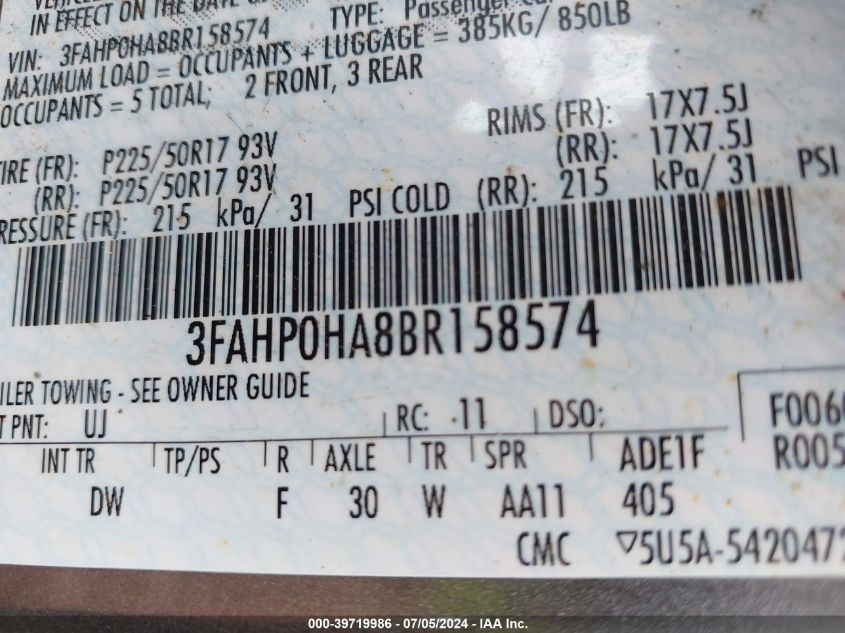 IN EFFECT ON THE DATE OF
VIN: 3FAHP0HA8BR158574 TYPE: Passenger
MAXIMUM LOAD = OCCUPANTS + LUGGAGE = 385KG/ 850LB
OCCUPANTS = 5 TOTAL; 2 FRONT, 3 REAR
RIMS (FR): 17X7.5J
TIRE (FR): P225/50R17 93V (RR): 17X7.5J
(RR): P225/50R17 93V
RESSURE (FR): 215 kPa/ 31 PSI COLD (RR): 215 kPa/ 31 PSI
3FAHP0HA8BR158574
ILER TOWING - SEE OWNER GUIDE
T PNT: UJ RC: 11 DSO: F006
INT TR TP/PS R AXLE TR SPR ADE1F R005
DW F 30 W AA11 405
CMC ▽5U5A-5420472
000-39719986 - 07/05/2024 - IAA Inc.